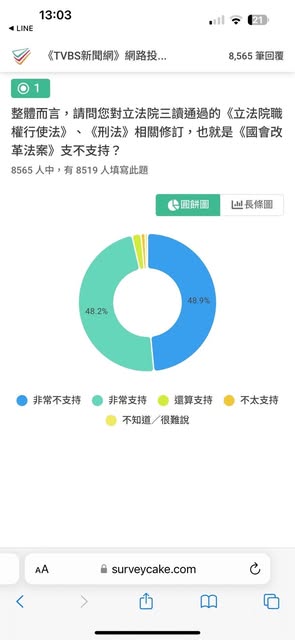 13:03
21
◀ LINE
《TVBS新聞網》網路投...
8,565 筆回覆
1
整體而言，請問您對立法院三讀通過的《立法院職
權行使法》、《刑法》相關修訂，也就是《國會改
革法案》支不支持？
8565 人中，有 8519 人填寫此題
圓餅圖
長條圖
48.9%
48.2%
非常不支持
非常支持
還算支持
不太支持
不知道／很難說
AA
surveycake.com